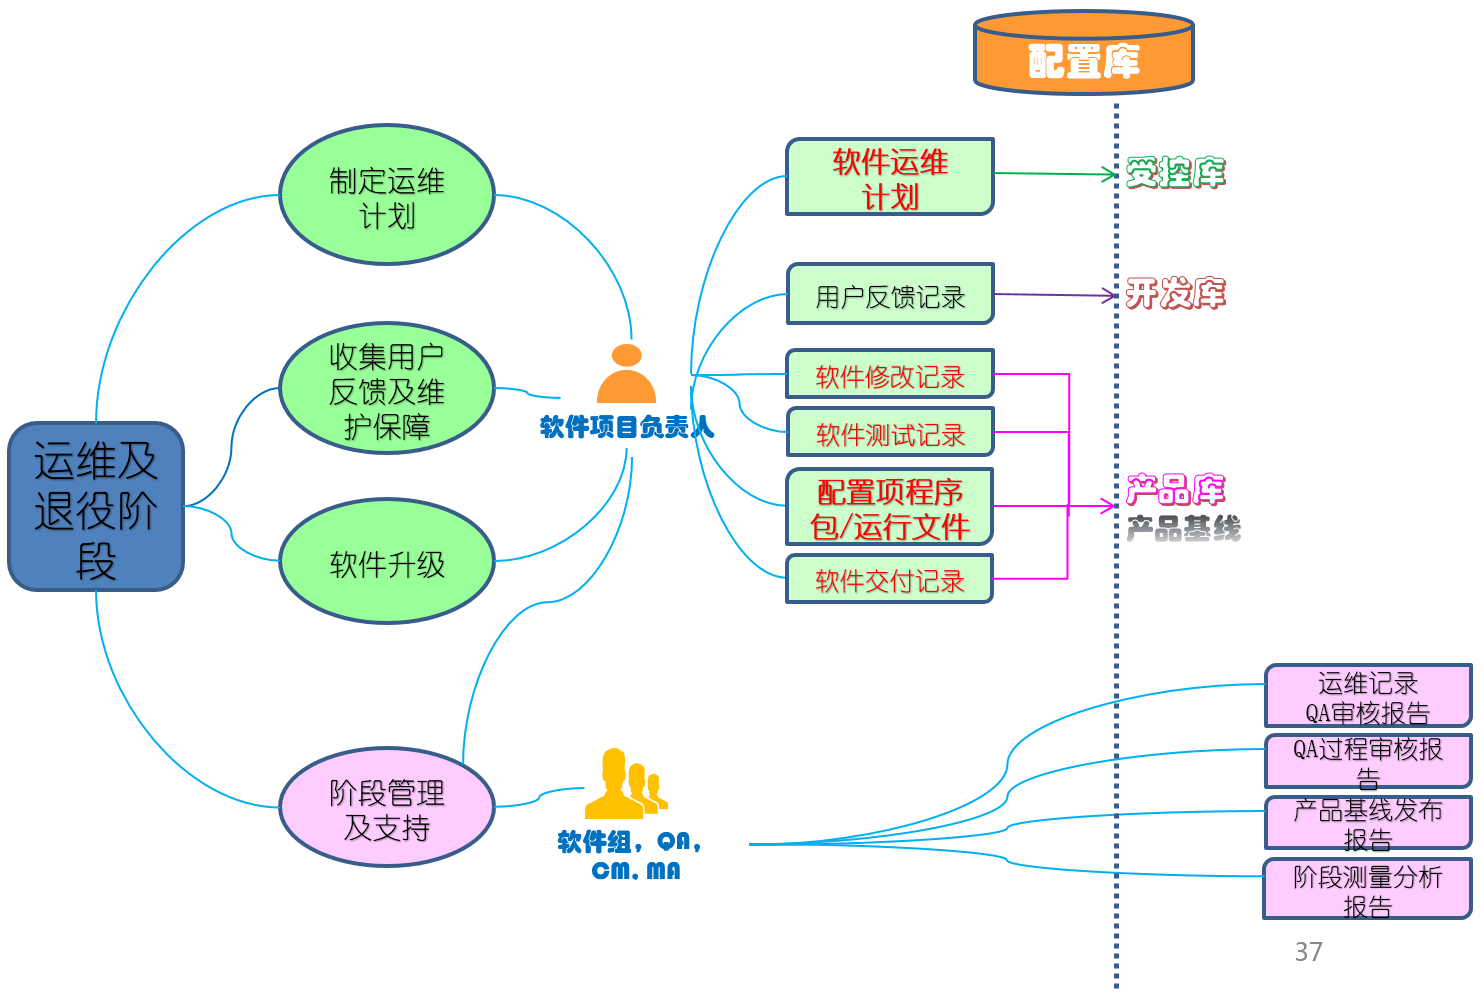 配置库
制定运维
计划
收集用户
反馈及维
护保障
运维及
退役阶
段
软件升级
阶段管理
及支持
软件项目负责人
软件组，QA，
CM，MA
软件运维
计划
用户反馈记录
软件修改记录
软件测试记录
配置项程序
包/运行文件
软件交付记录
受控库
开发库
产品库
产品基线
运维记录
QA审核报告
QA过程审核报
告
产品基线发布
报告
阶段测量分析
报告
37